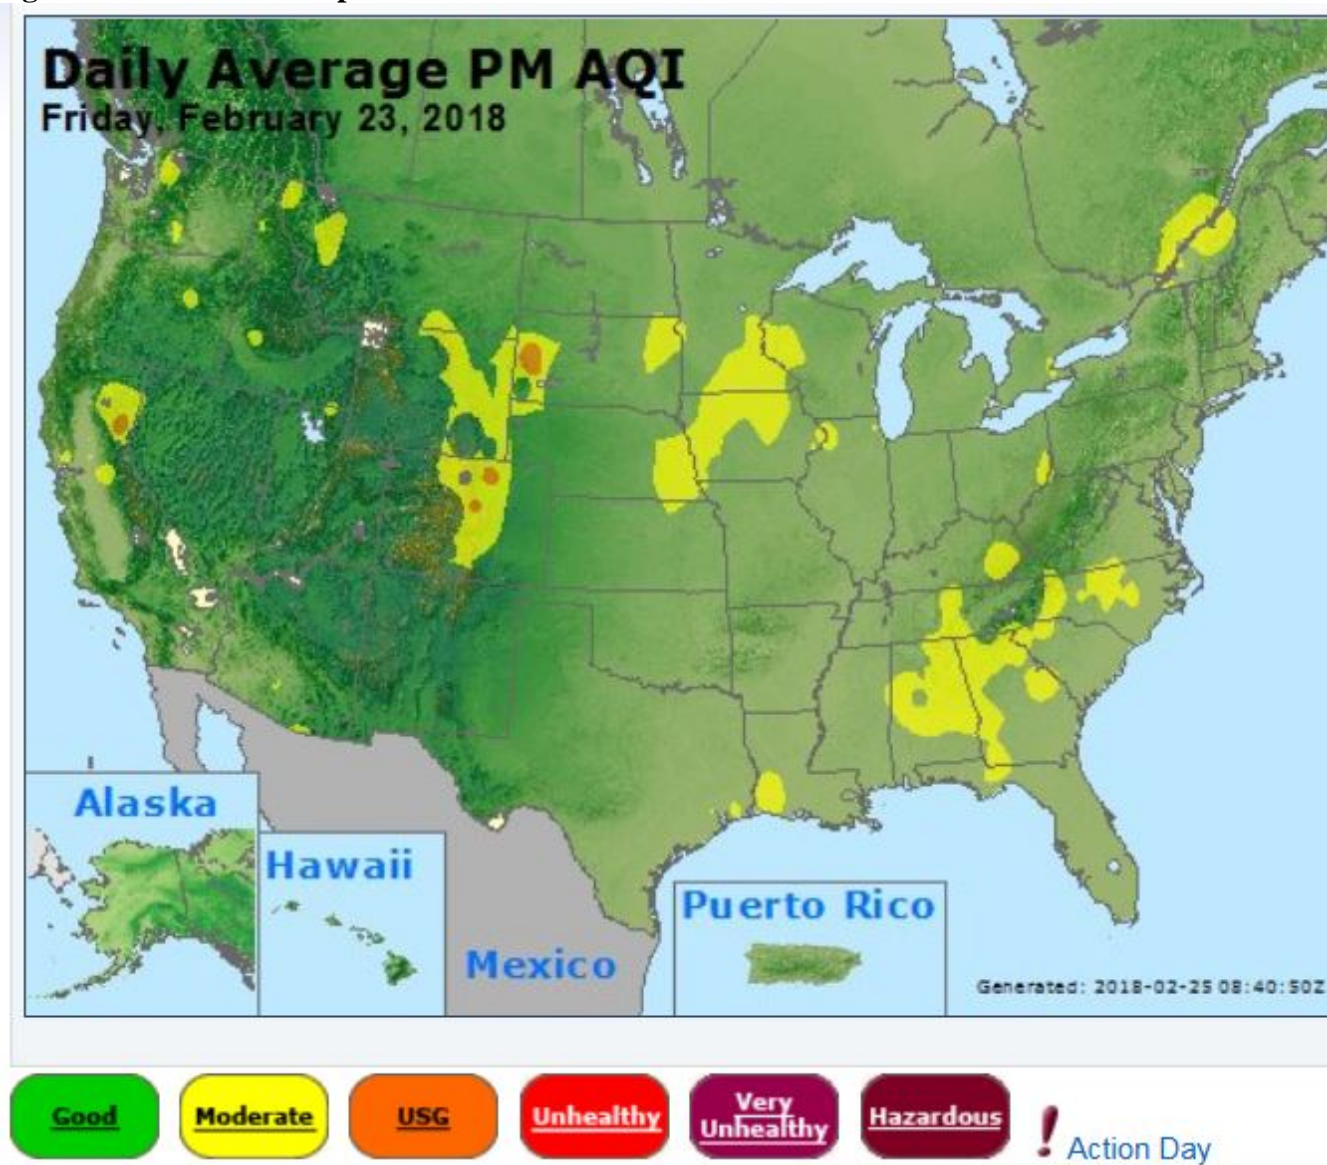 Daily Average PM AQI
Friday, February 23, 2018
Alaska
Hawaii
Mexico
Puerto Rico
Generated: 2018-02-25 08:40:50Z
Good
Moderate
USG
Unhealthy
Very
Unhealthy
Hazardous
Action Day